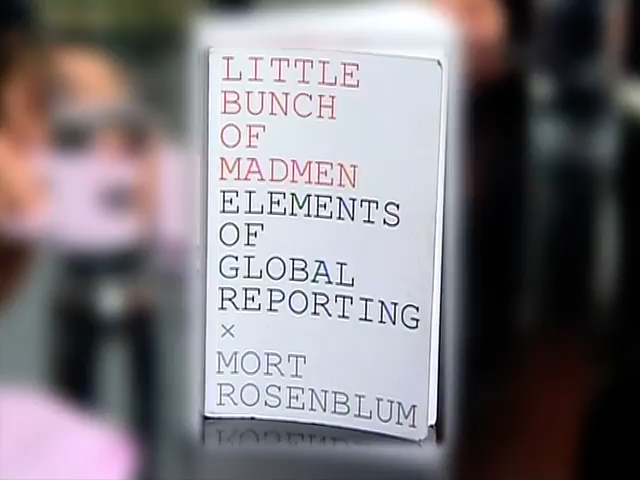 LITTLE
BUNCH
OF
MADMEN
ELEMENTS
OF
GLOBAL
REPORTING
×
MORT
ROSENBLUM